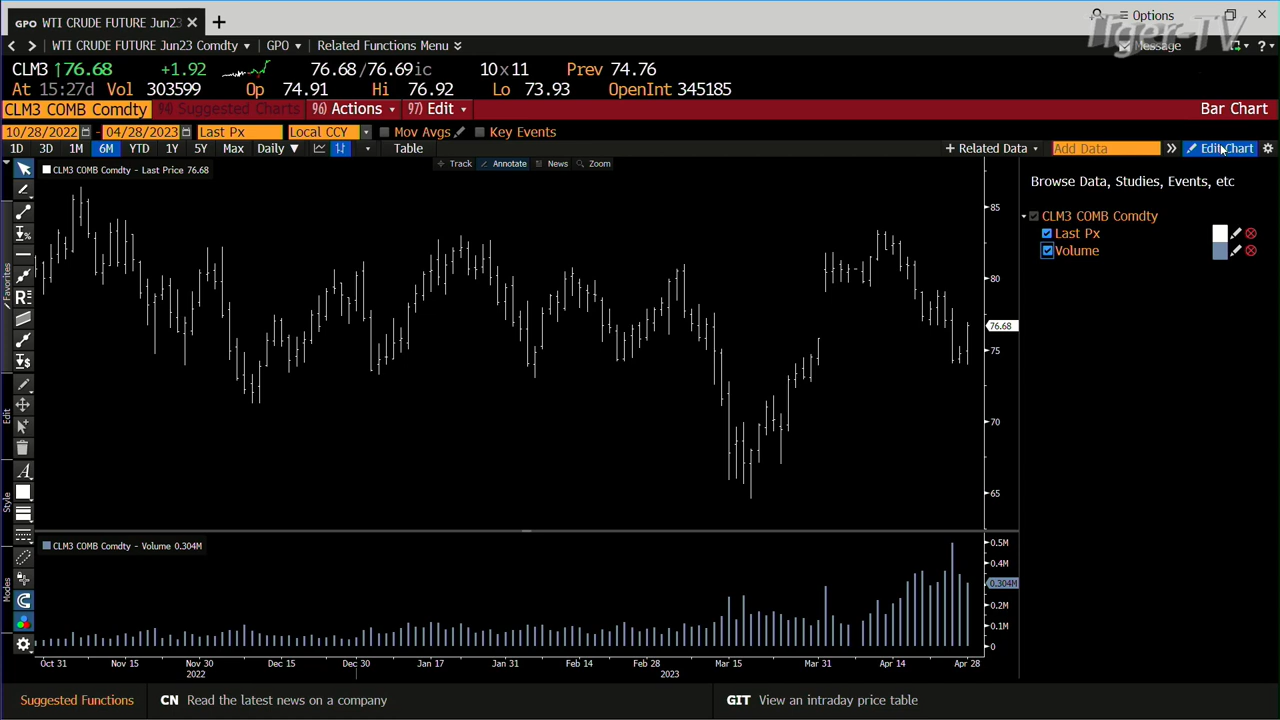 GPO WTI CRUDE FUTURE Jun23 × +
Options
WTI CRUDE FUTURE Jun23 Comdty GPO Related Functions Menu
Message
Tiger-TV
CLM3 ↑76.68 +1.92 76.68/76.69ic 10x11 Prev 74.76
At 15:27d Vol 303599 Op 74.91 Hi 76.92 Lo 73.93 OpenInt 345185
CLM3 COMB Comdty 94) Suggested Charts 96) Actions 97) Edit Bar Chart
10/28/2022 - 04/28/2023 Last Px Local CCY Mov Avgs Key Events
1D 3D 1M 6M YTD 1Y 5Y Max Daily ▼ Table + Related Data Add Data » Edit Chart
Track Annotate News Zoom
CLM3 COMB Comdty - Last Price 76.68
Browse Data, Studies, Events, etc
CLM3 COMB Comdty
Last Px
Volume
Favorites
Edit
Style
Modes
85
80
76.68
75
70
65
CLM3 COMB Comdty - Volume 0.304M
0.5M
0.4M
0.304M
0.2M
0.1M
0
Oct 31 Nov 15 Nov 30 Dec 15 Dec 30 Jan 17 Jan 31 Feb 14 Feb 28 Mar 15 Mar 31 Apr 14 Apr 28
2022 2023
Suggested Functions CN Read the latest news on a company GIT View an intraday price table